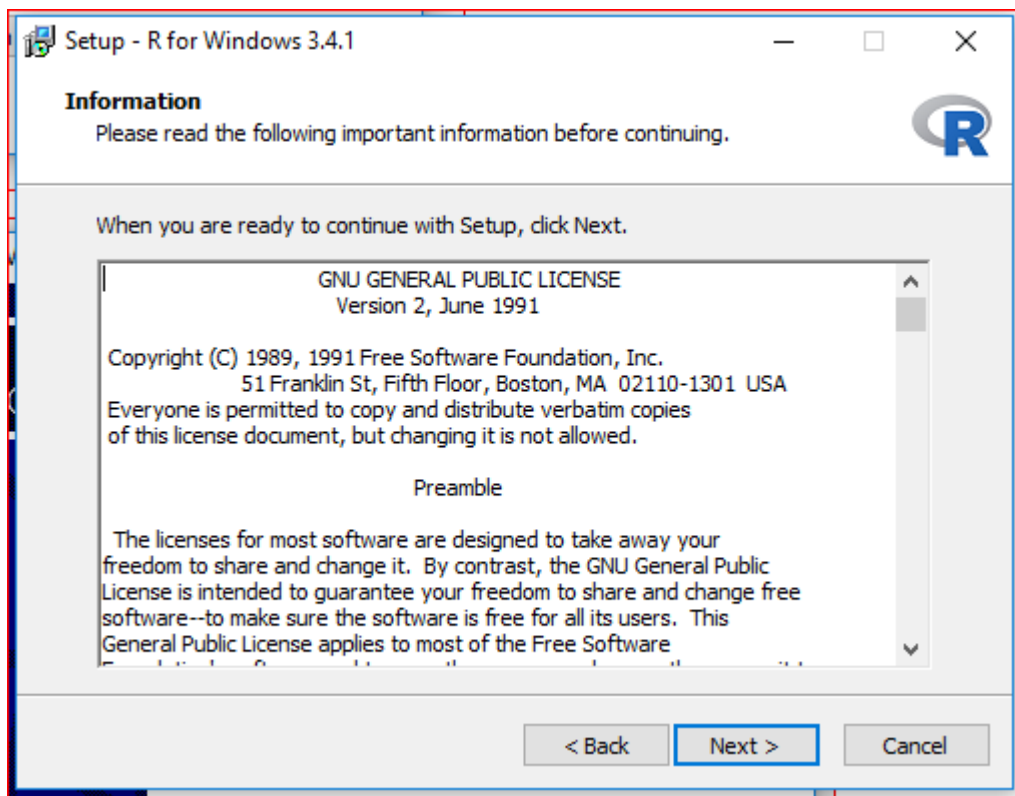 Setup - R for Windows 3.4.1
Information
Please read the following important information before continuing.
R
When you are ready to continue with Setup, click Next.
GNU GENERAL PUBLIC LICENSE
Version 2, June 1991
Copyright (C) 1989, 1991 Free Software Foundation, Inc.
51 Franklin St, Fifth Floor, Boston, MA 02110-1301 USA
Everyone is permitted to copy and distribute verbatim copies
of this license document, but changing it is not allowed.
Preamble
The licenses for most software are designed to take away your
freedom to share and change it. By contrast, the GNU General Public
License is intended to guarantee your freedom to share and change free
software--to make sure the software is free for all its users. This
General Public License applies to most of the Free Software
< Back
Next >
Cancel